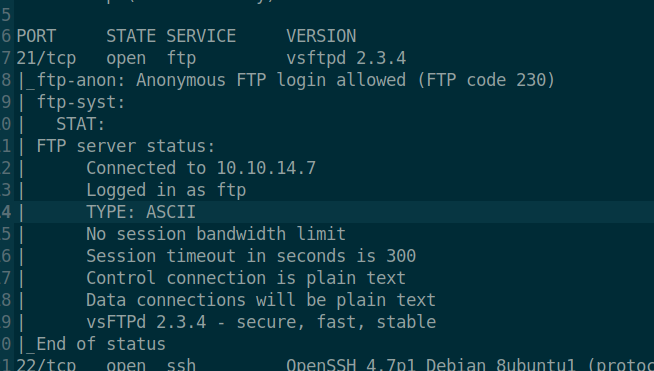 5
6 PORT     STATE SERVICE     VERSION
7 21/tcp   open  ftp         vsftpd 2.3.4
8 |_ftp-anon: Anonymous FTP login allowed (FTP code 230)
9 | ftp-syst:
0 |   STAT:
1 | FTP server status:
2 |      Connected to 10.10.14.7
3 |      Logged in as ftp
4 |      TYPE: ASCII
5 |      No session bandwidth limit
6 |      Session timeout in seconds is 300
7 |      Control connection is plain text
8 |      Data connections will be plain text
9 |      vsFTPd 2.3.4 - secure, fast, stable
0 |_End of status
1 22/tcp   open  ssh         OpenSSH 4.7p1 Debian 8ubuntu1 (protoc